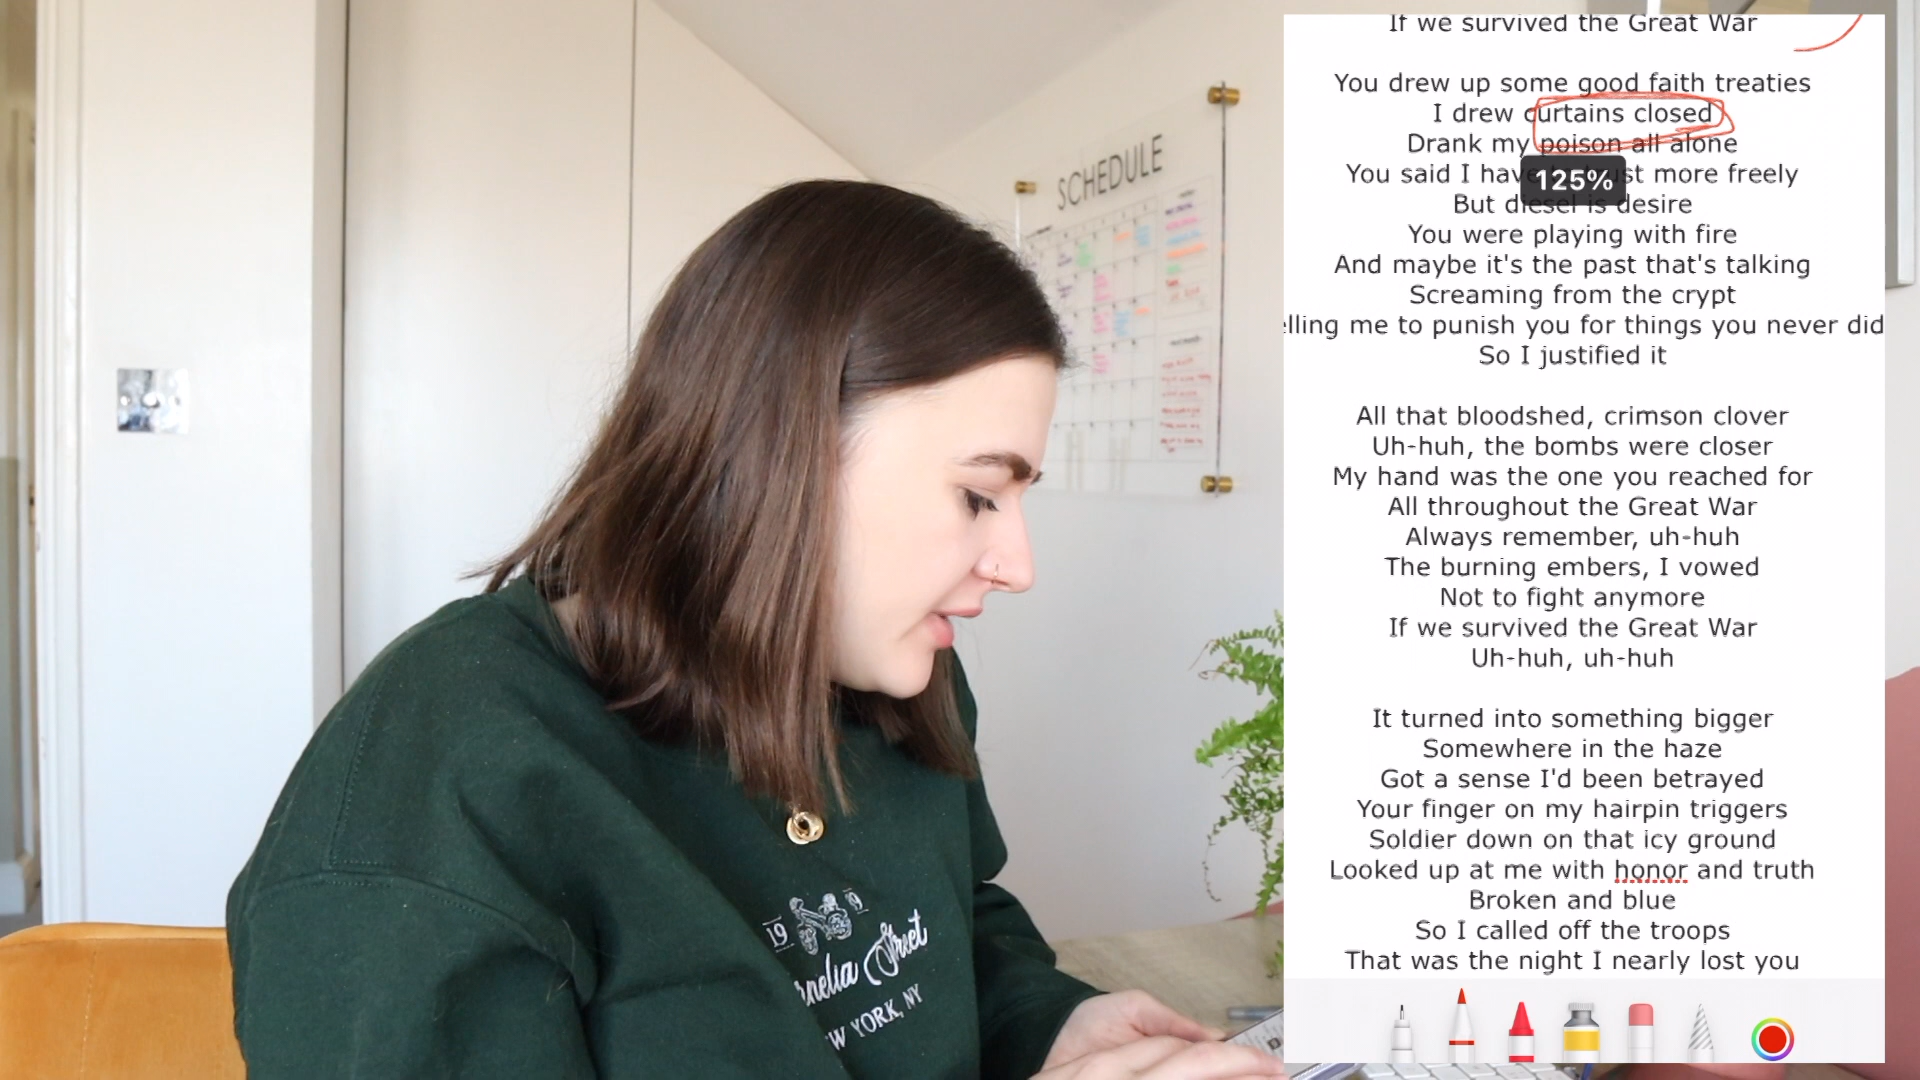 If we survived the Great War
You drew up some good faith treaties
I drew curtains closed
Drank my poison all alone
You said I have ust more freely
125%
But diesel is desire
You were playing with fire
And maybe it's the past that's talking
Screaming from the crypt
elling me to punish you for things you never did
So I justified it
All that bloodshed, crimson clover
Uh-huh, the bombs were closer
My hand was the one you reached for
All throughout the Great War
Always remember, uh-huh
The burning embers, I vowed
Not to fight anymore
If we survived the Great War
Uh-huh, uh-huh
It turned into something bigger
Somewhere in the haze
Got a sense I'd been betrayed
Your finger on my hairpin triggers
Soldier down on that icy ground
Looked up at me with honor and truth
Broken and blue
So I called off the troops
That was the night I nearly lost you
SCHEDULE
19 9
rnelia Street
W YORK, NY